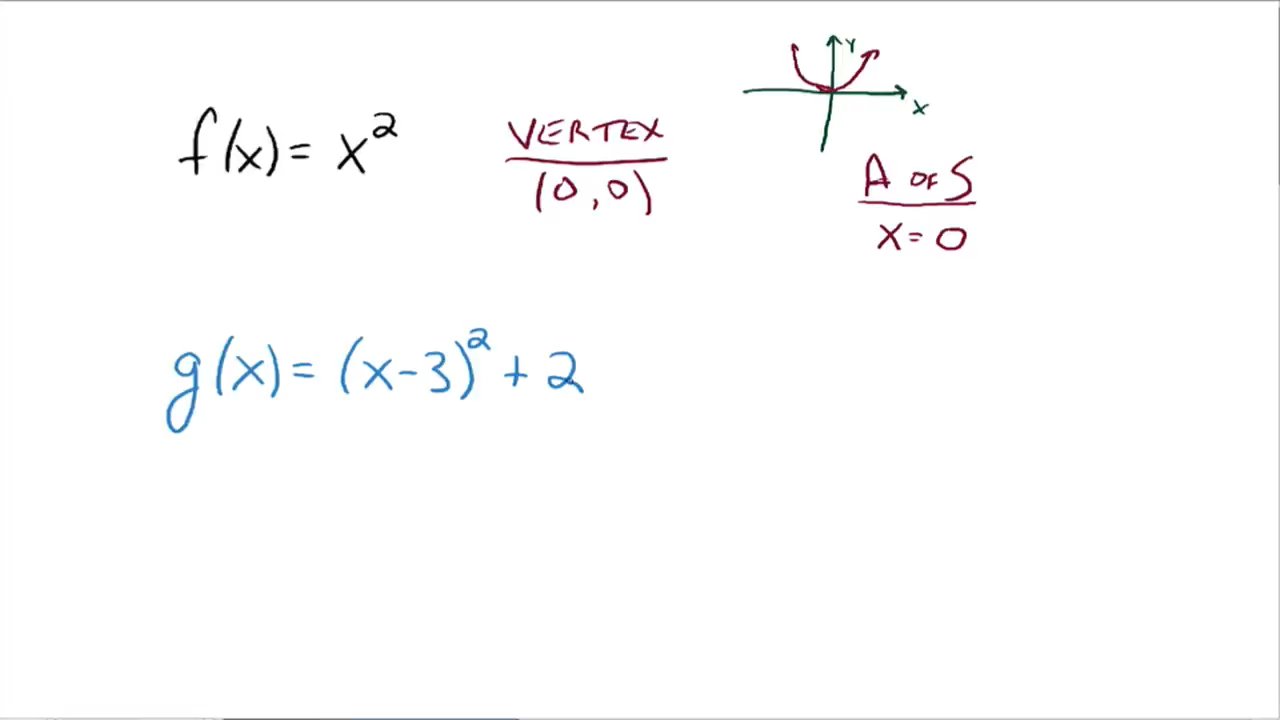 f(x) = x²
VERTEX
(0,0)
Y
X
A OF S
X = 0
g(x) = (x-3)² + 2